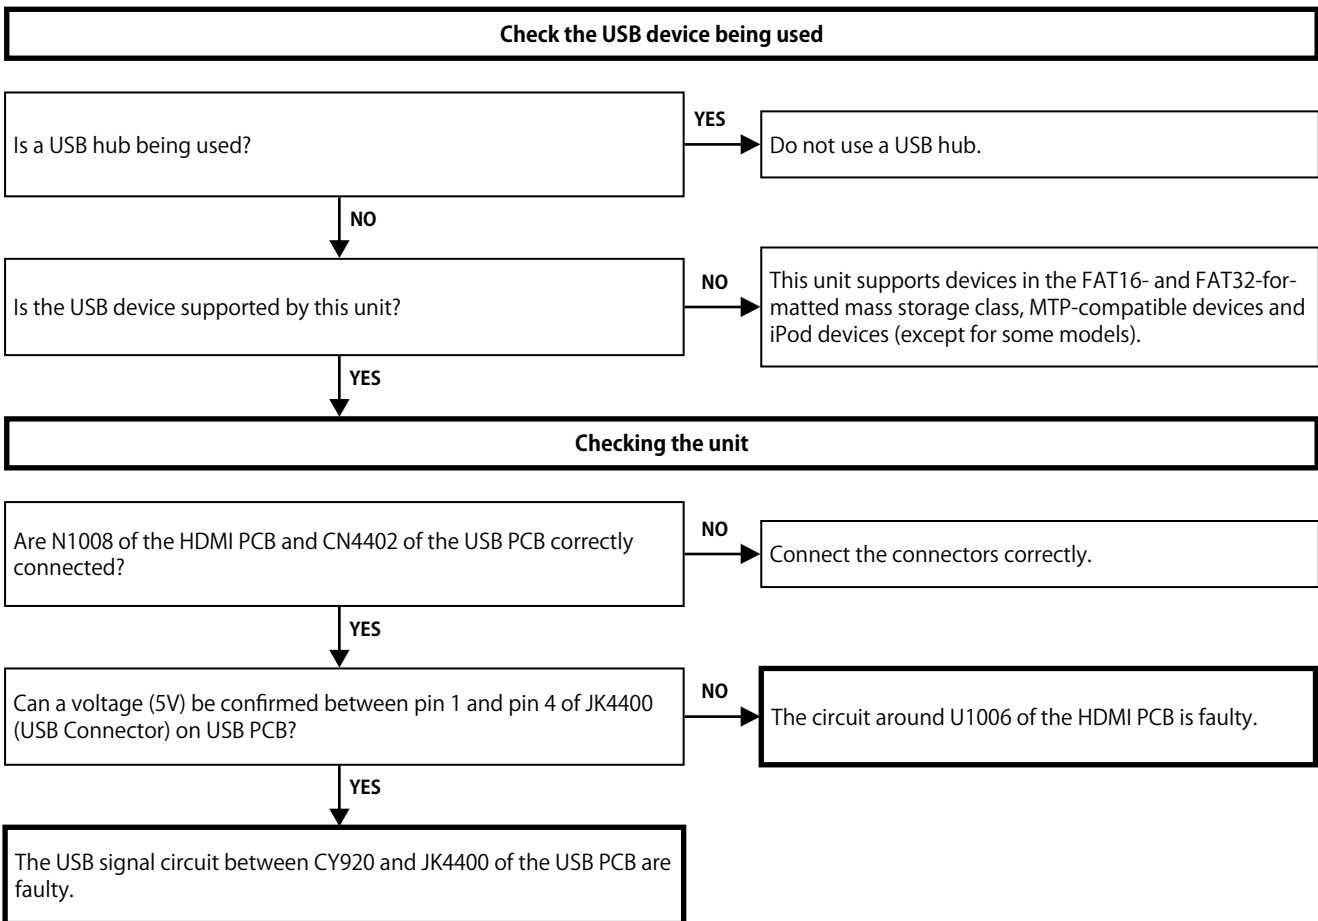 Check the USB device being used
Is a USB hub being used?
YES
Do not use a USB hub.
NO
Is the USB device supported by this unit?
NO
This unit supports devices in the FAT16- and FAT32-for-
matted mass storage class, MTP-compatible devices and
iPod devices (except for some models).
YES
Checking the unit
Are N1008 of the HDMI PCB and CN4402 of the USB PCB correctly
connected?
NO
Connect the connectors correctly.
YES
Can a voltage (5V) be confirmed between pin 1 and pin 4 of JK4400
(USB Connector) on USB PCB?
NO
The circuit around U1006 of the HDMI PCB is faulty.
YES
The USB signal circuit between CY920 and JK4400 of the USB PCB are
faulty.